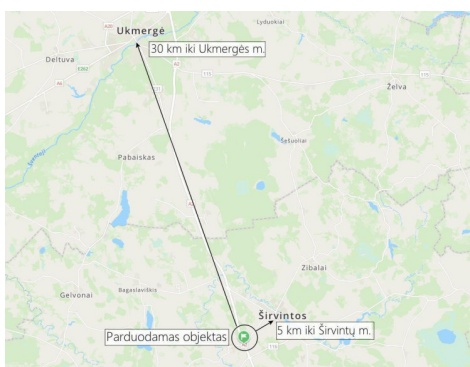 Lyduokiai
Ukmergė
30 km iki Ukmergės m.
Deltuva
Želva
Šešuoliai
Pabaiskas
Zibalai
Bagaslaviškis
Gelvonai
Širvintos
5 km iki Širvintų m.
Parduodamas objektas